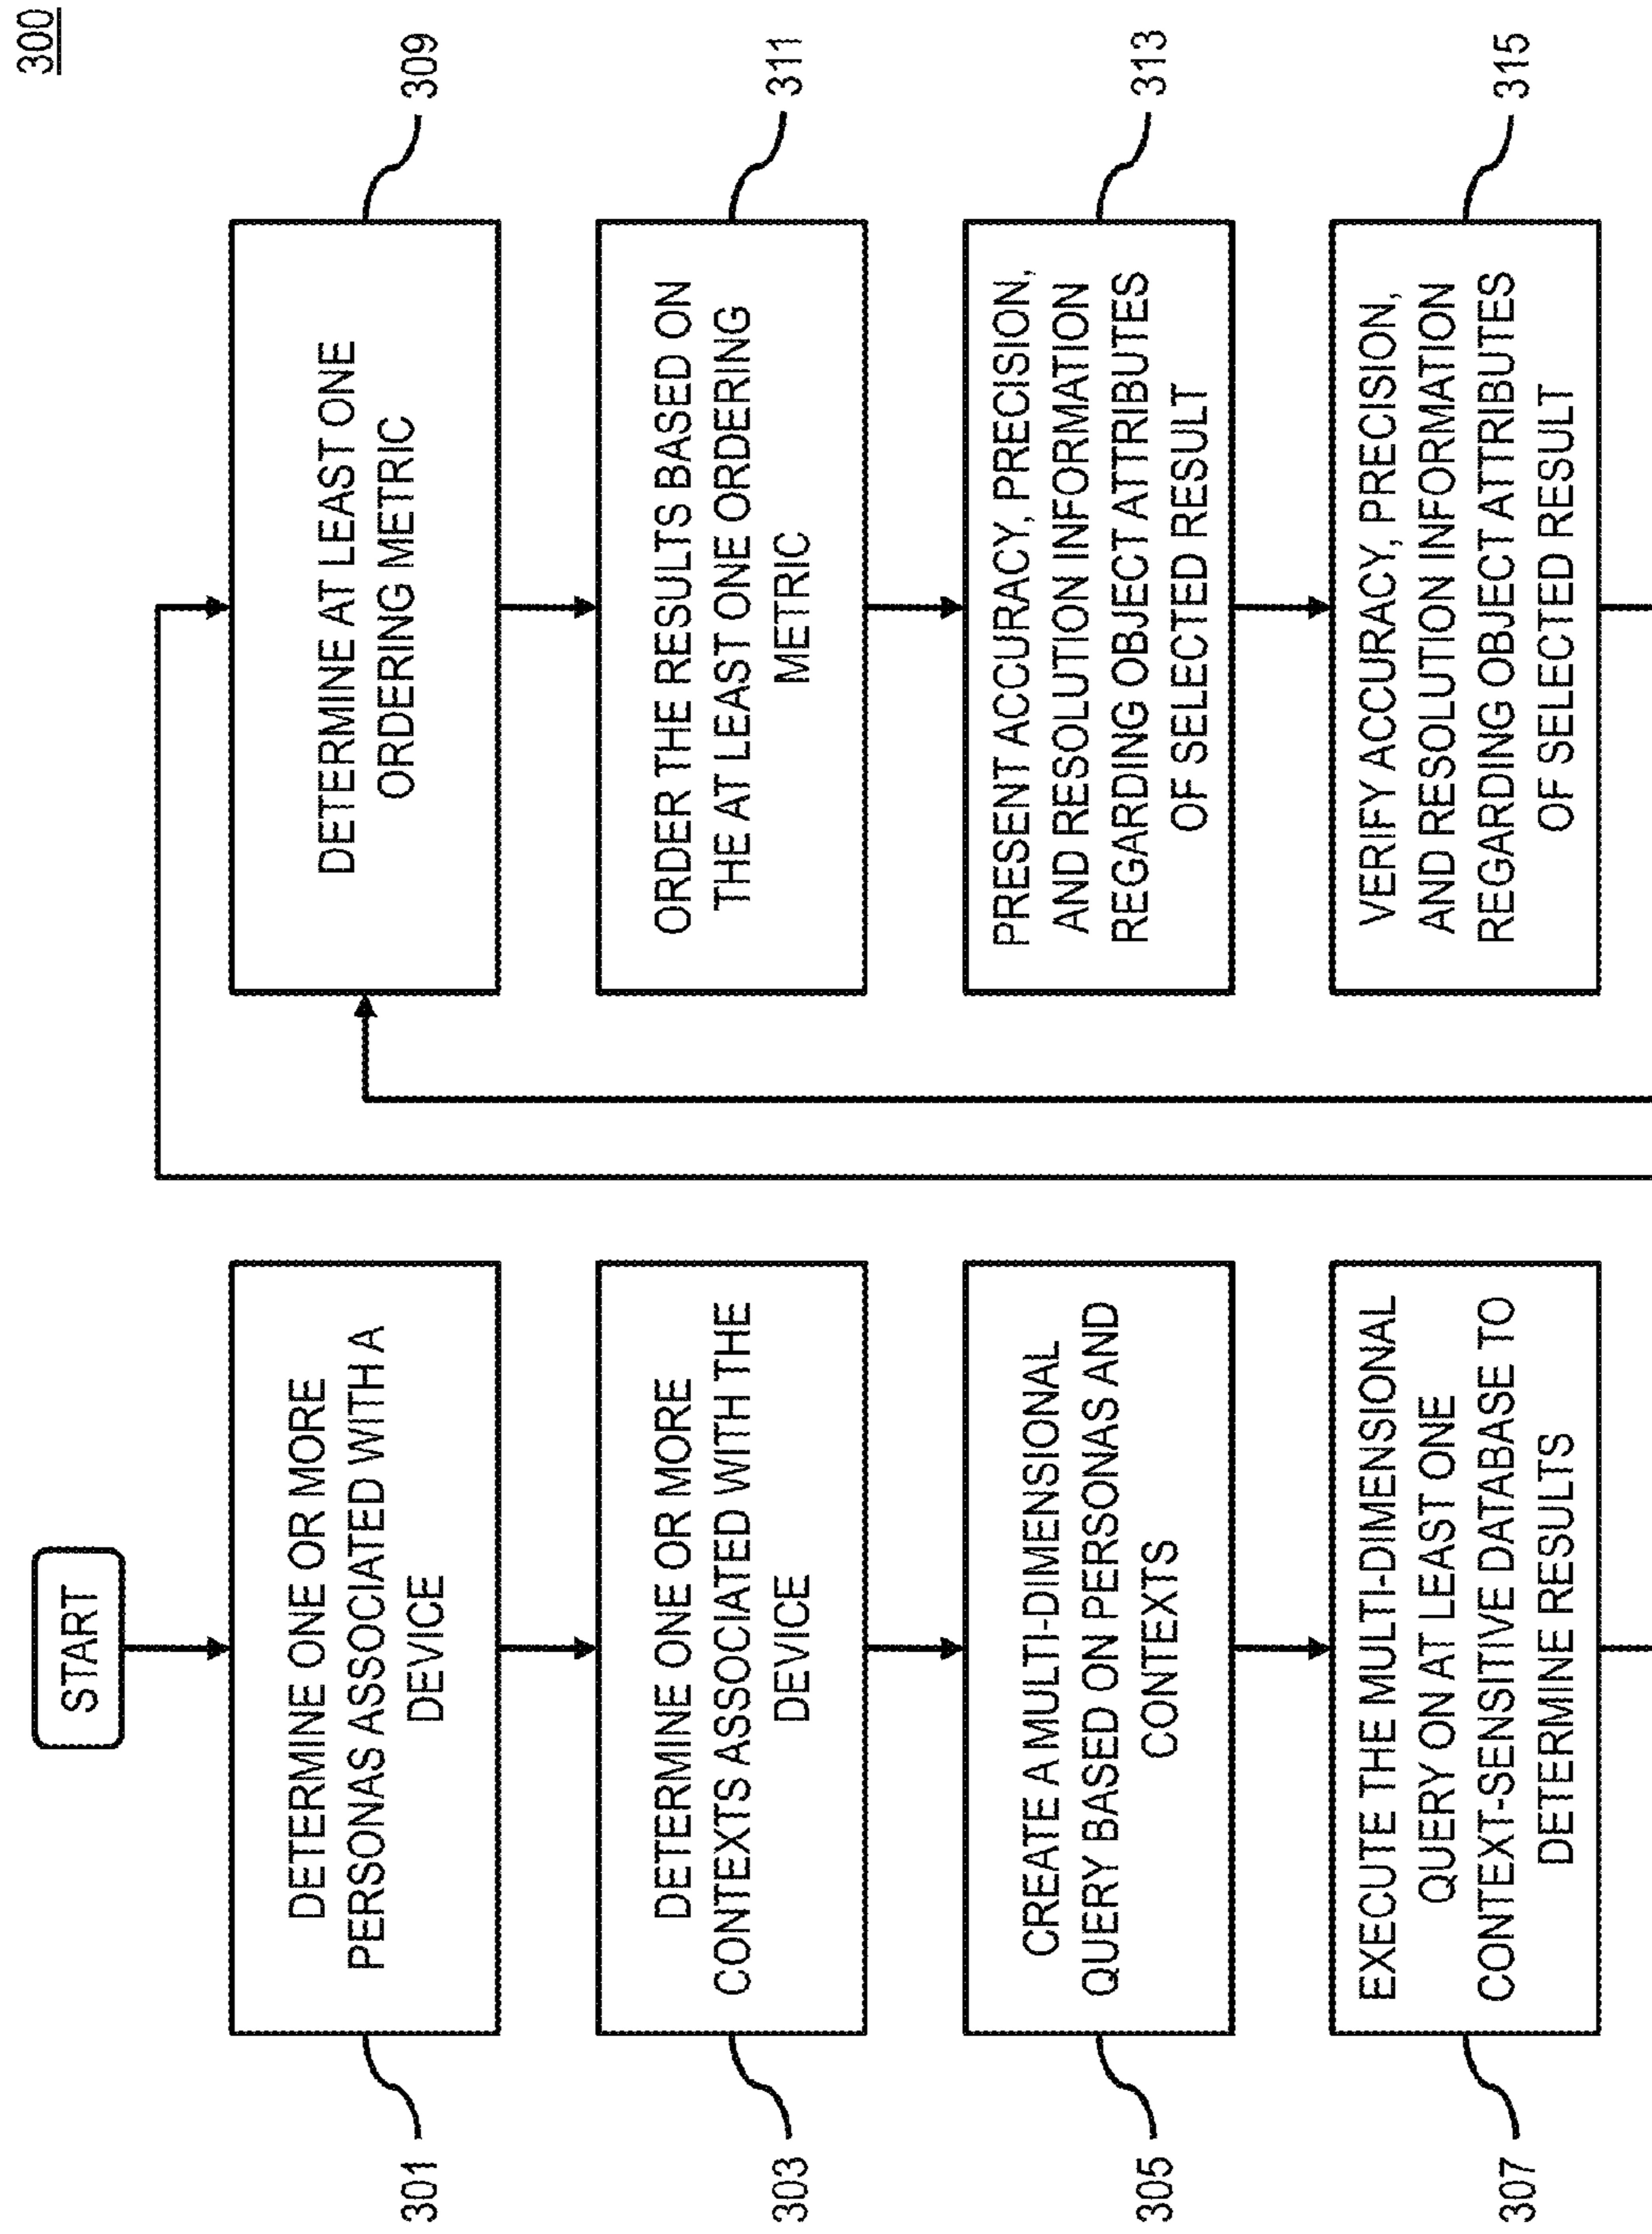 300
START
DETERMINE ONE OR MORE
PERSONAS ASSOCIATED WITH A
DEVICE
301
DETERMINE ONE OR MORE
CONTEXTS ASSOCIATED WITH THE
DEVICE
303
CREATE A MULTI-DIMENSIONAL
QUERY BASED ON PERSONAS AND
CONTEXTS
305
EXECUTE THE MULTI-DIMENSIONAL
QUERY ON AT LEAST ONE
CONTEXT-SENSITIVE DATABASE TO
DETERMINE RESULTS
307
DETERMINE AT LEAST ONE
ORDERING METRIC
309
ORDER THE RESULTS BASED ON
THE AT LEAST ONE ORDERING
METRIC
311
PRESENT ACCURACY, PRECISION,
AND RESOLUTION INFORMATION
REGARDING OBJECT ATTRIBUTES
OF SELECTED RESULT
313
VERIFY ACCURACY, PRECISION,
AND RESOLUTION INFORMATION
REGARDING OBJECT ATTRIBUTES
OF SELECTED RESULT
315